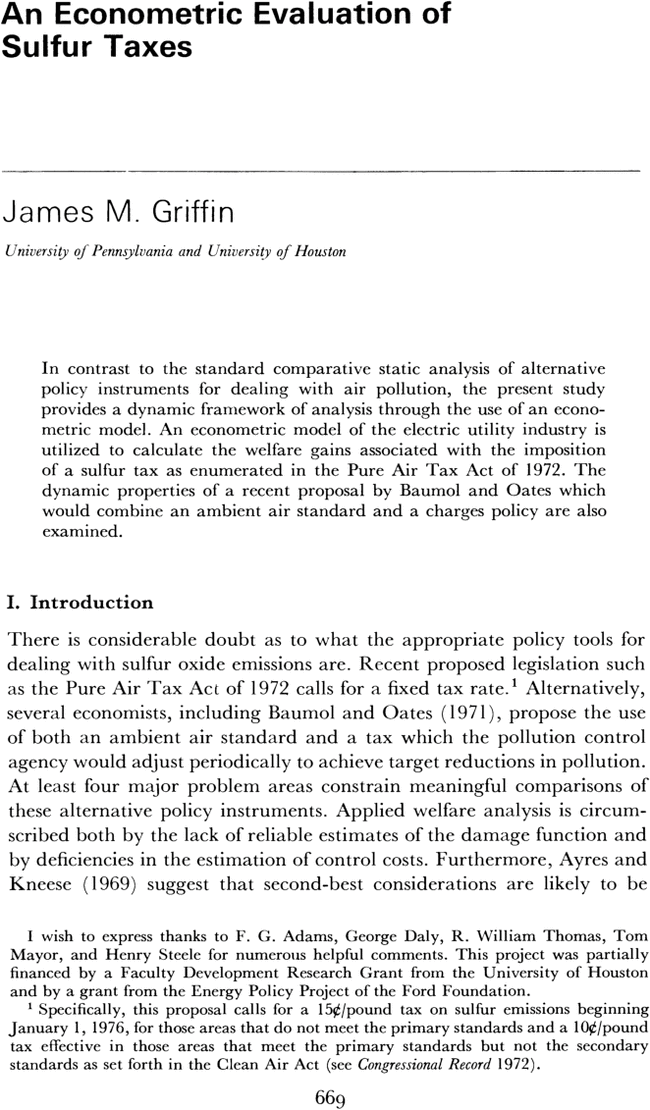 An Econometric Evaluation of
Sulfur Taxes
James M. Griffin
University of Pennsylvania and University of Houston
In contrast to the standard comparative static analysis of alternative
policy instruments for dealing with air pollution, the present study
provides a dynamic framework of analysis through the use of an econo-
metric model. An econometric model of the electric utility industry is
utilized to calculate the welfare gains associated with the imposition
of a sulfur tax as enumerated in the Pure Air Tax Act of 1972. The
dynamic properties of a recent proposal by Baumol and Oates which
would combine an ambient air standard and a charges policy are also
examined.
I. Introduction
There is considerable doubt as to what the appropriate policy tools for
dealing with sulfur oxide emissions are. Recent proposed legislation such
as the Pure Air Tax Act of 1972 calls for a fixed tax rate.¹ Alternatively,
several economists, including Baumol and Oates (1971), propose the use
of both an ambient air standard and a tax which the pollution control
agency would adjust periodically to achieve target reductions in pollution.
At least four major problem areas constrain meaningful comparisons of
these alternative policy instruments. Applied welfare analysis is circum-
scribed both by the lack of reliable estimates of the damage function and
by deficiencies in the estimation of control costs. Furthermore, Ayres and
Kneese (1969) suggest that second-best considerations are likely to be
I wish to express thanks to F. G. Adams, George Daly, R. William Thomas, Tom
Mayor, and Henry Steele for numerous helpful comments. This project was partially
financed by a Faculty Development Research Grant from the University of Houston
and by a grant from the Energy Policy Project of the Ford Foundation.
¹ Specifically, this proposal calls for a 15¢/pound tax on sulfur emissions beginning
January 1, 1976, for those areas that do not meet the primary standards and a 10¢/pound
tax effective in those areas that meet the primary standards but not the secondary
standards as set forth in the Clean Air Act (see Congressional Record 1972).
669